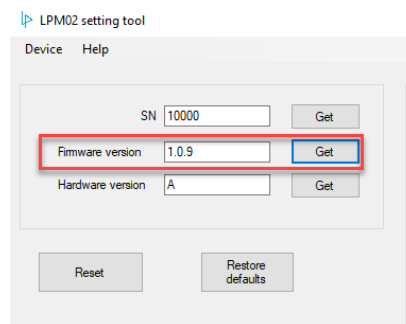 LPM02 setting tool
Device Help
SN 10000 Get
Firmware version 1.0.9 Get
Hardware version A Get
Reset Restore
defaults